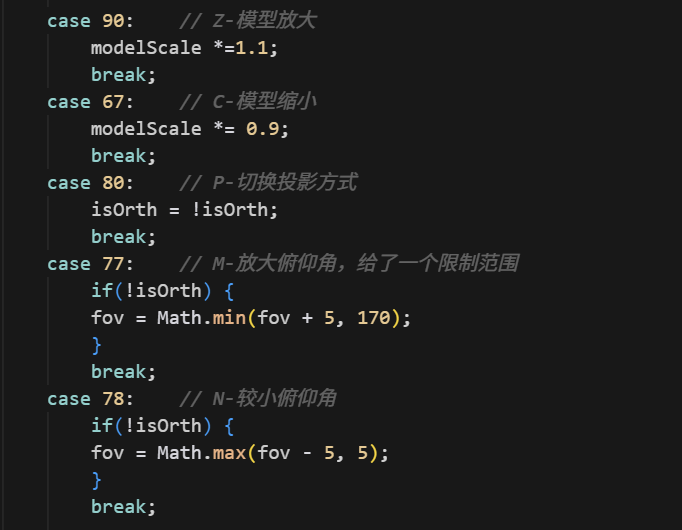 case 90:    // Z-模型放大
    modelScale *=1.1;
    break;
case 67:    // C-模型缩小
    modelScale *= 0.9;
    break;
case 80:    // P-切换投影方式
    isOrth = !isOrth;
    break;
case 77:    // M-放大俯仰角，给了一个限制范围
    if(!isOrth) {
    fov = Math.min(fov + 5, 170);
    }
    break;
case 78:    // N-较小俯仰角
    if(!isOrth) {
    fov = Math.max(fov - 5, 5);
    }
    break;